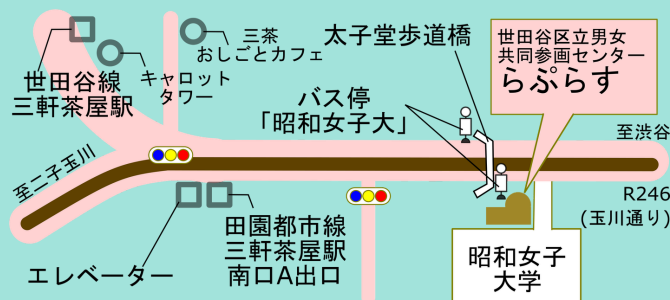 三茶
おしごとカフェ
太子堂歩道橋
世田谷区立男女
共同参画センター
らぷらす
世田谷線
三軒茶屋駅
キャロット
タワー
バス停
「昭和女子大」
至渋谷
至二子玉川
R246
(玉川通り)
田園都市線
三軒茶屋駅
南口A出口
エレベーター
昭和女子
大学